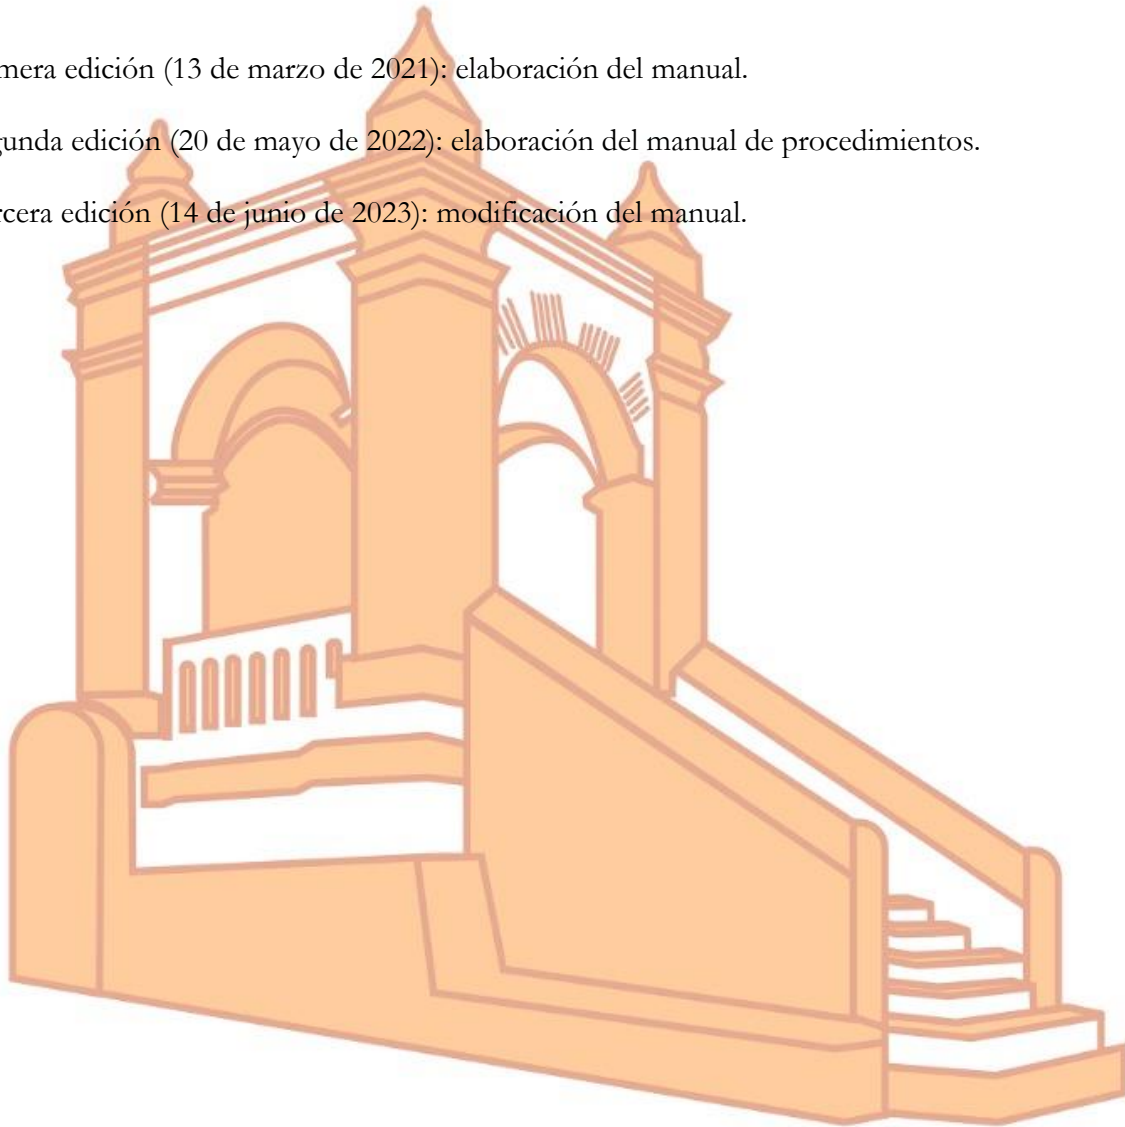 mera edición (13 de marzo de 2021): elaboración del manual.
gunda edición (20 de mayo de 2022): elaboración del manual de procedimientos.
rcera edición (14 de junio de 2023): modificación del manual.